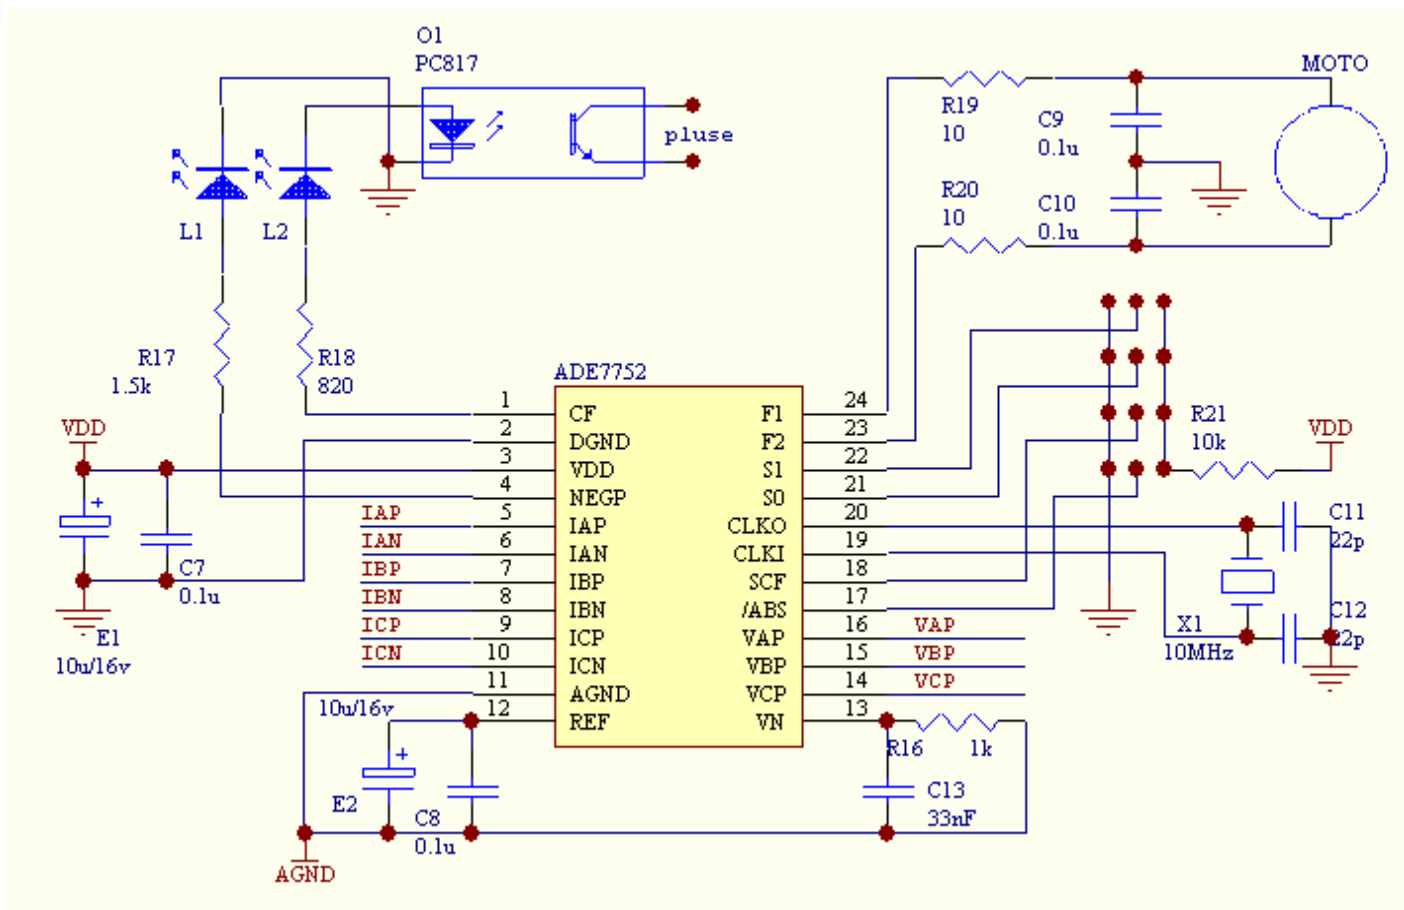 O1
PC817
MOTO
R19
10
C9
0.1u
pluse
R20
10
C10
0.1u
L1
L2
R17
1.5k
R18
820
ADE7752
R21
10k
VDD
VDD
1
CF
F1
24
2
DGND
F2
23
3
VDD
S1
22
4
NEGP
S0
21
IAP
5
IAP
CLKO
20
IAN
6
IAN
CLKI
19
IBP
7
IBP
SCF
18
IBN
8
IBN
/ABS
17
ICP
9
ICP
VAP
16
VAP
ICN
10
ICN
VBP
15
VBP
11
AGND
VCP
14
VCP
12
REF
VN
13
+
C7
0.1u
E1
10u/16v
C11
22p
C12
22p
X1
10MHz
10u/16v
+
E2
C8
0.1u
R16
1k
C13
33nF
AGND